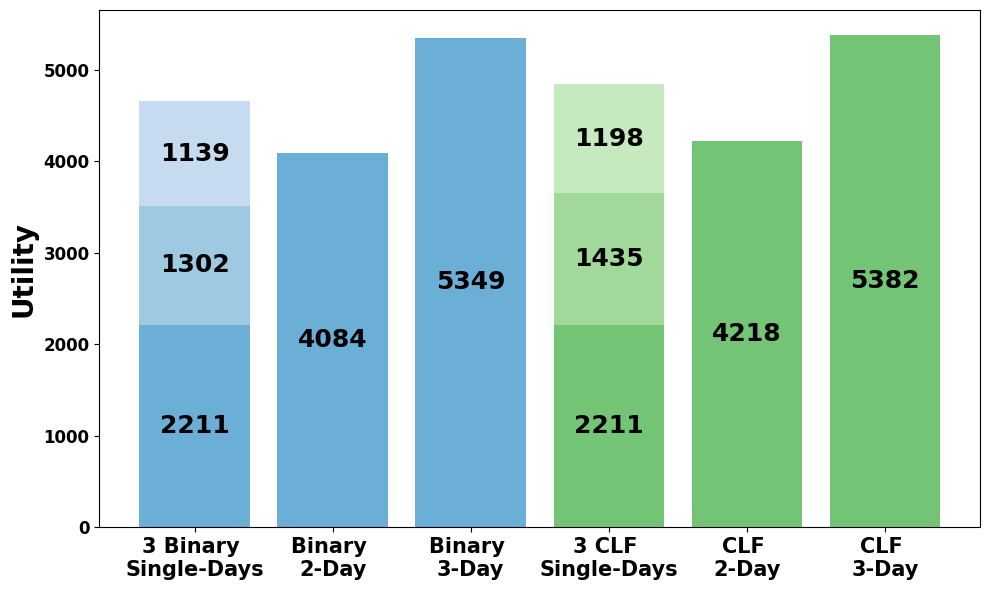 Utility
5000
4000
3000
2000
1000
0
1139
1302
2211
4084
5349
1198
1435
2211
4218
5382
3 Binary
Single-Days
Binary
2-Day
Binary
3-Day
3 CLF
Single-Days
CLF
2-Day
CLF
3-Day